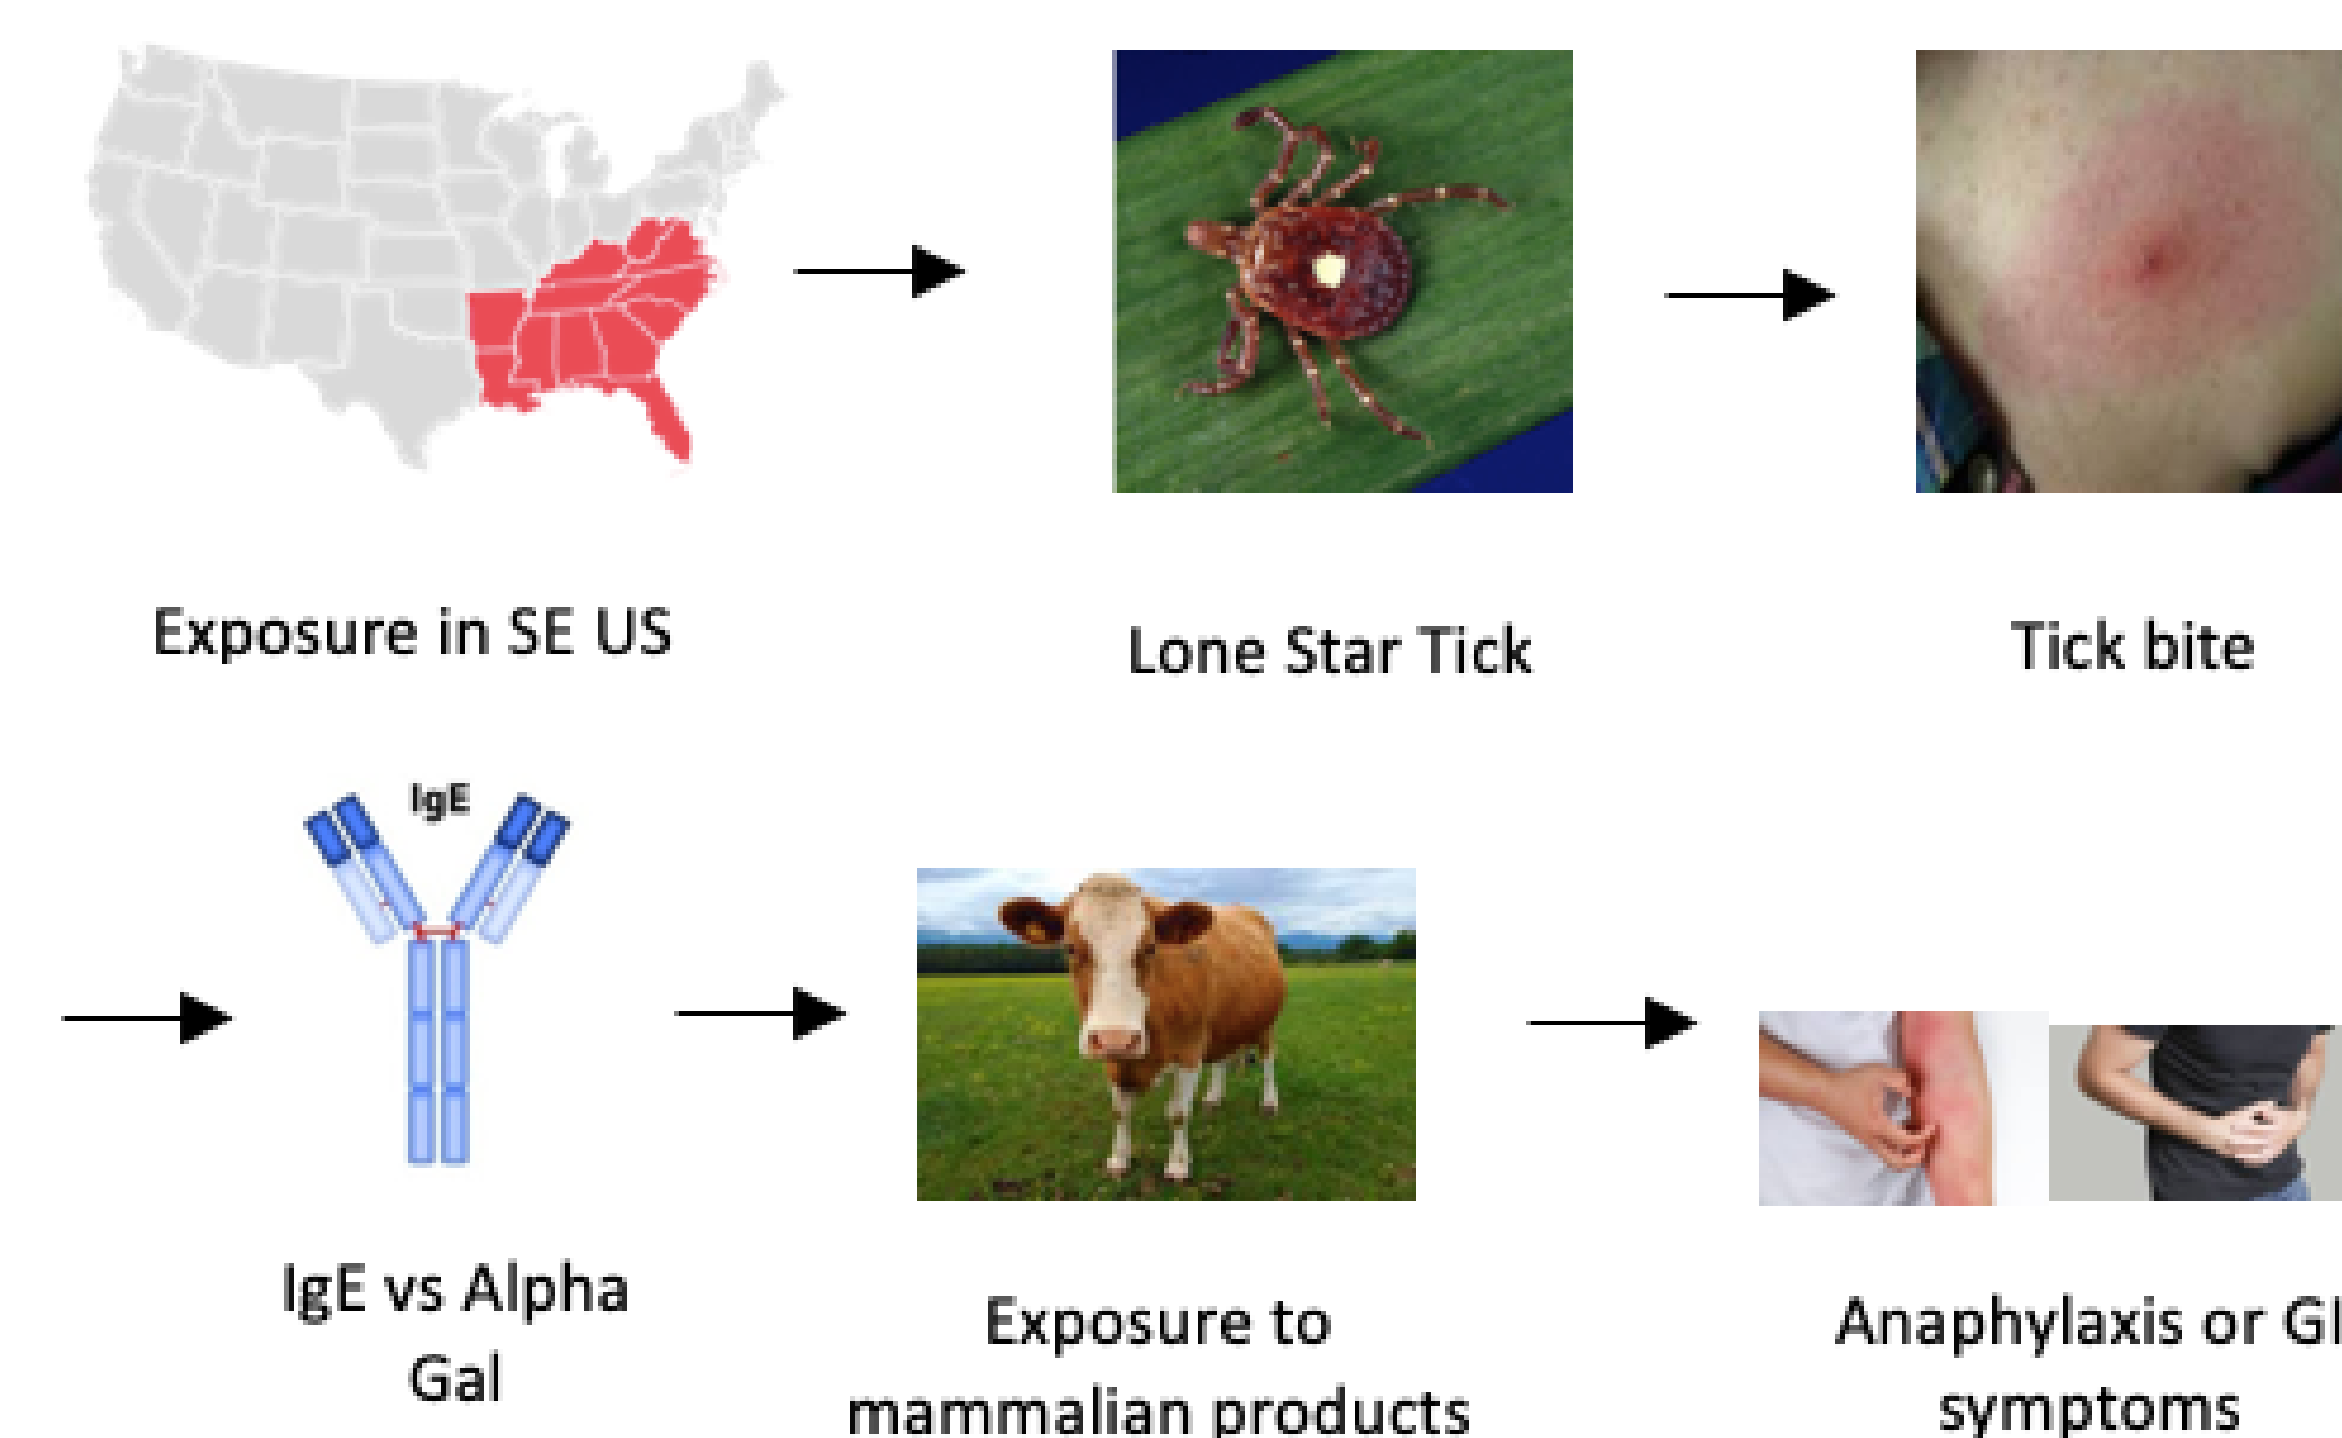 Exposure in SE US
Lone Star Tick
Tick bite
IgE
IgE vs Alpha
Gal
Exposure to
mammalian products
Anaphylaxis or GI
symptoms